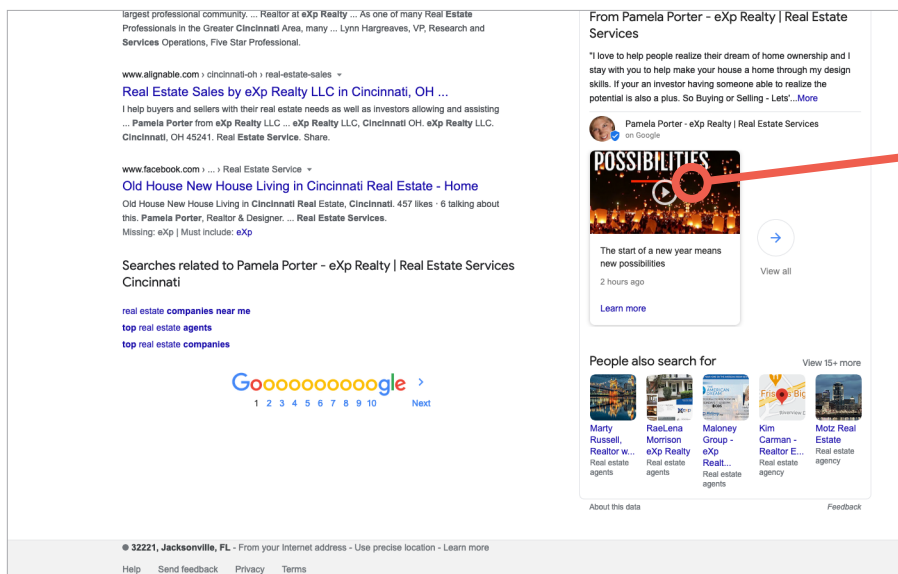 largest professional community. ... Realtor at eXp Realty ... As one of many Real Estate
Professionals in the Greater Cincinnati Area, many ... Lynn Hargreaves, VP, Research and
Services Operations, Five Star Professional.
www.alignable.com › cincinnati-oh › real-estate-sales
Real Estate Sales by eXp Realty LLC in Cincinnati, OH ...
I help buyers and sellers with their real estate needs as well as investors allowing and assisting
... Pamela Porter from eXp Realty LLC ... eXp Realty LLC, Cincinnati OH. eXp Realty LLC.
Cincinnati, OH 45241. Real Estate Service. Share.
www.facebook.com › ... › Real Estate Service
Old House New House Living in Cincinnati Real Estate - Home
Old House New House Living in Cincinnati Real Estate, Cincinnati. 457 likes · 6 talking about
this. Pamela Porter, Realtor & Designer. ... Real Estate Services.
Missing: eXp | Must include: eXp
Searches related to Pamela Porter - eXp Realty | Real Estate Services
Cincinnati
real estate companies near me
top real estate agents
top real estate companies
Goooooooooogle >
1 2 3 4 5 6 7 8 9 10 Next
From Pamela Porter - eXp Realty | Real Estate
Services
"I love to help people realize their dream of home ownership and I
stay with you to help make your house a home through my design
skills. If your an investor having someone able to realize the
potential is also a plus. So Buying or Selling - Lets'...More
Pamela Porter - eXp Realty | Real Estate Services
on Google
POSSIBILITIES
The start of a new year means
new possibilities
2 hours ago
Learn more
View all
People also search for
View 15+ more
Marty
Russell,
Realtor w...
Real estate
agents
RaeLena
Morrison
eXp Realty
Real estate
agents
Maloney
Group -
eXp
Realt...
Real estate
agents
Kim
Carman -
Realtor E...
Real estate
agency
Motz Real
Estate
Real estate
agency
About this data
Feedback
32221, Jacksonville, FL - From your Internet address - Use precise location - Learn more
Help Send feedback Privacy Terms